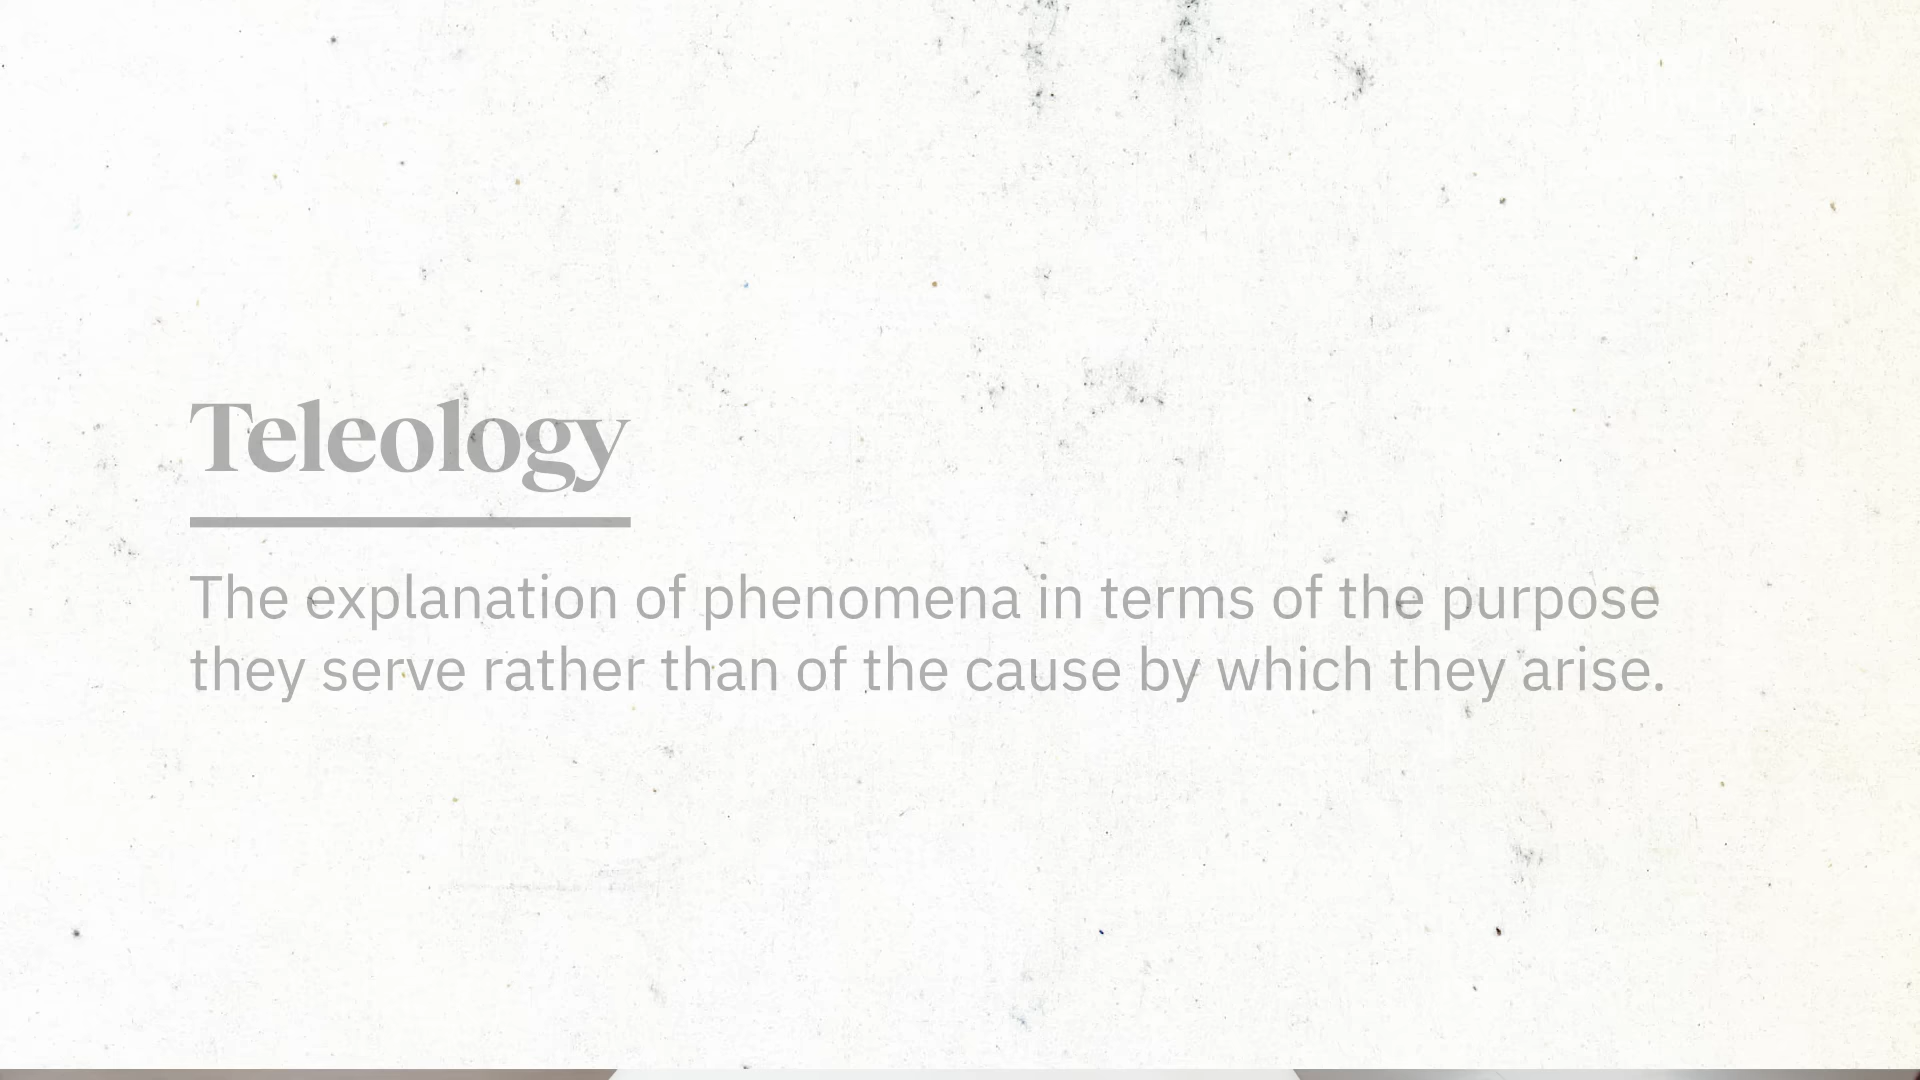 Teleology
The explanation of phenomena in terms of the purpose
they serve rather than of the cause by which they arise.